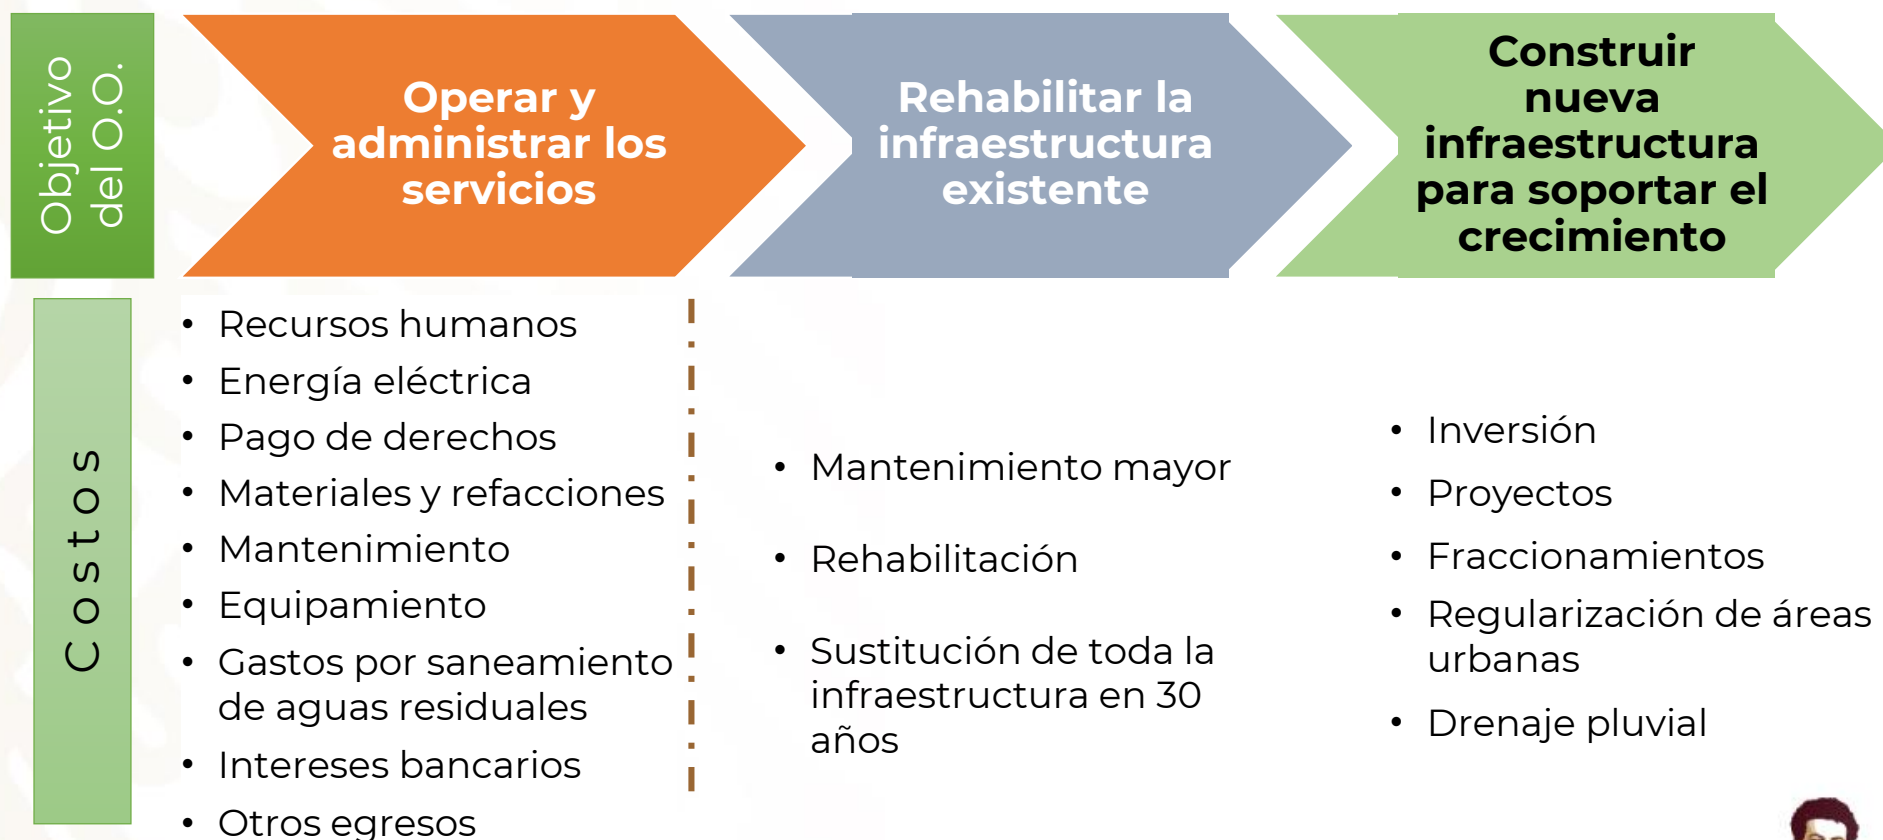 Objetivo
del O.O.
Operar y
administrar los
servicios
Rehabilitar la
infraestructura
existente
Construir
nueva
infraestructura
para soportar el
crecimiento
Costos
• Recursos humanos
• Energía eléctrica
• Pago de derechos
• Materiales y refacciones
• Mantenimiento
• Equipamiento
• Gastos por saneamiento
de aguas residuales
• Intereses bancarios
• Otros egresos
• Mantenimiento mayor
• Rehabilitación
• Sustitución de toda la
infraestructura en 30
años
• Inversión
• Proyectos
• Fraccionamientos
• Regularización de áreas
urbanas
• Drenaje pluvial